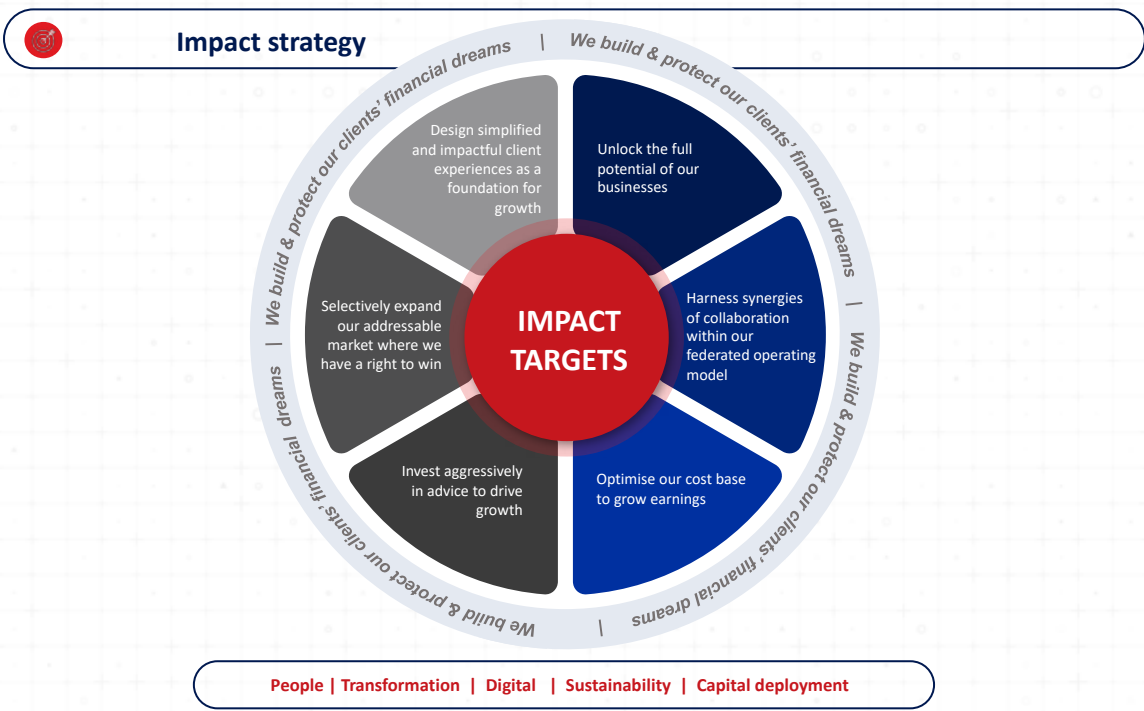 Impact strategy
We build & protect our clients' financial dreams | We build & protect our clients' financial dreams | We build & protect our clients' financial dreams | We build & protect our clients' financial dreams |
Unlock the full
potential of our
businesses
Harness synergies
of collaboration
within our
federated operating
model
Optimise our cost base
to grow earnings
Invest aggressively
in advice to drive
growth
Selectively expand
our addressable
market where we
have a right to win
Design simplified
and impactful client
experiences as a
foundation for
growth
IMPACT
TARGETS
People | Transformation | Digital | Sustainability | Capital deployment